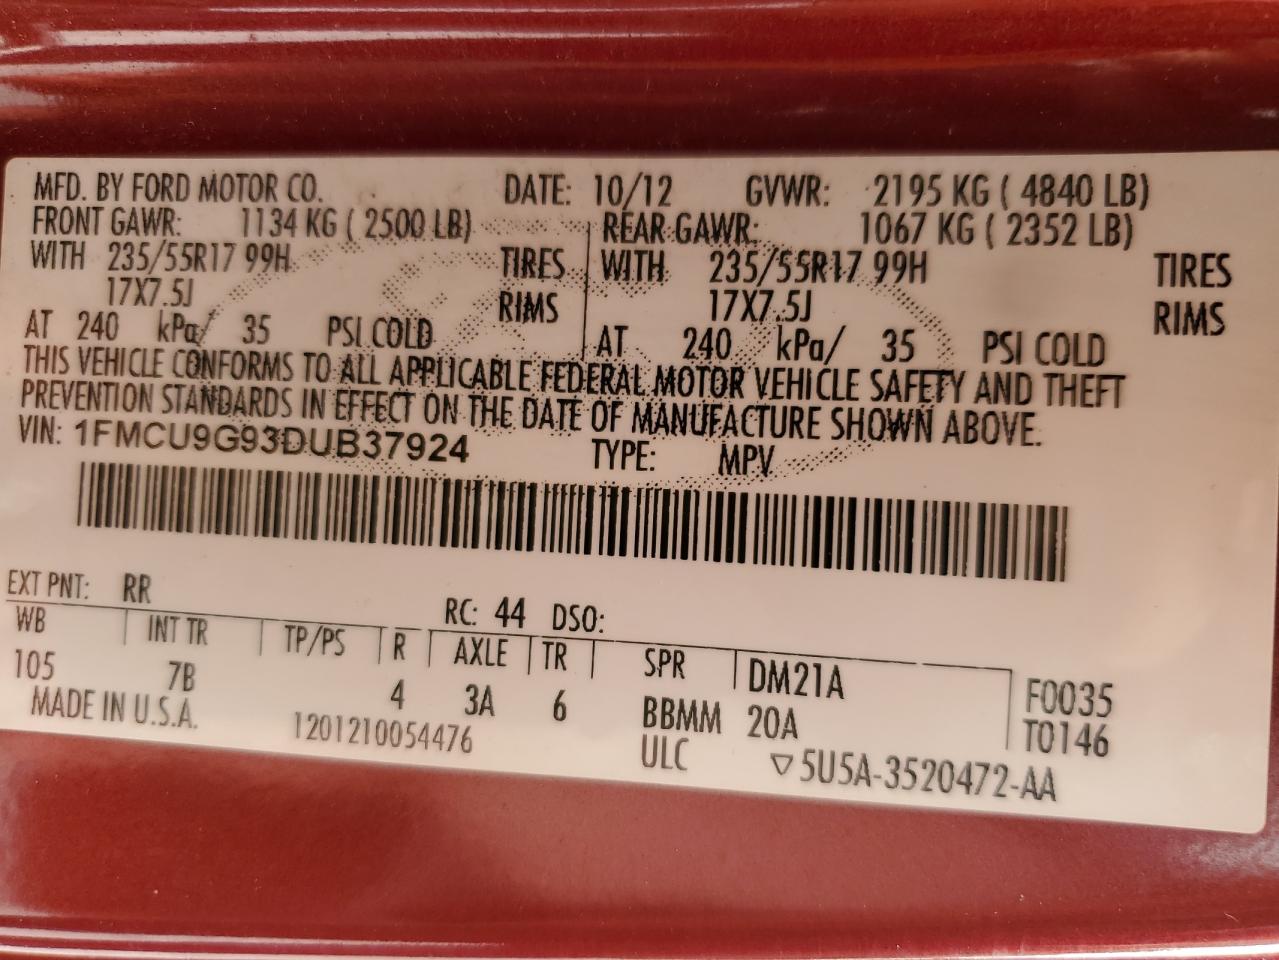 MFD. BY FORD MOTOR CO. DATE: 10/12 GVWR: 2195 KG ( 4840 LB)
FRONT GAWR: 1134 KG ( 2500 LB) REAR GAWR: 1067 KG ( 2352 LB)
WITH 235/55R17 99H TIRES WITH 235/55R17 99H TIRES
17X7.5J RIMS 17X7.5J RIMS
AT 240 kPa/ 35 PSI COLD AT 240 kPa/ 35 PSI COLD
THIS VEHICLE CONFORMS TO ALL APPLICABLE FEDERAL MOTOR VEHICLE SAFETY AND THEFT
PREVENTION STANDARDS IN EFFECT ON THE DATE OF MANUFACTURE SHOWN ABOVE.
VIN: 1FMCU9G93DUB37924 TYPE: MPV
EXT PNT: RR RC: 44 DSO:
WB INT TR TP/PS R AXLE TR SPR DM21A F0035
105 7B 4 3A 6 BBMM 20A T0146
MADE IN U.S.A. 1201210054476 ULC ▽5U5A-3520472-AA